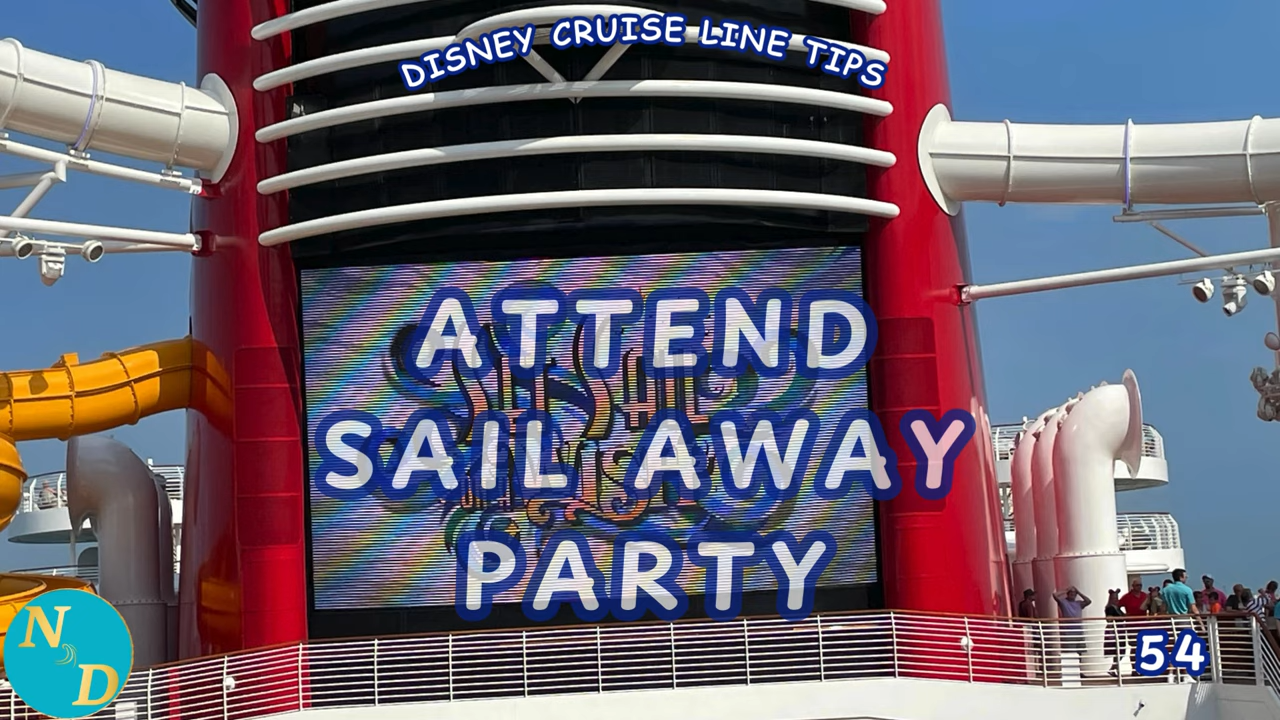 DISNEY CRUISE LINE TIPS
ATTEND
SAIL AWAY
PARTY
54
N
D